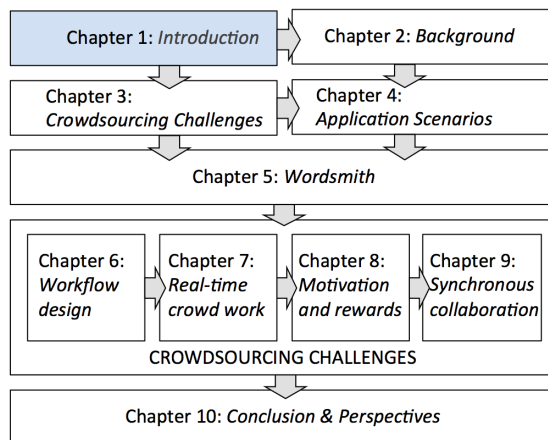 Chapter 1: Introduction
Chapter 2: Background
Chapter 3:
Crowdsourcing Challenges
Chapter 4:
Application Scenarios
Chapter 5: Wordsmith
Chapter 6:
Workflow
design
Chapter 7:
Real-time
crowd work
Chapter 8:
Motivation
and rewards
Chapter 9:
Synchronous
collaboration
CROWDSOURCING CHALLENGES
Chapter 10: Conclusion & Perspectives